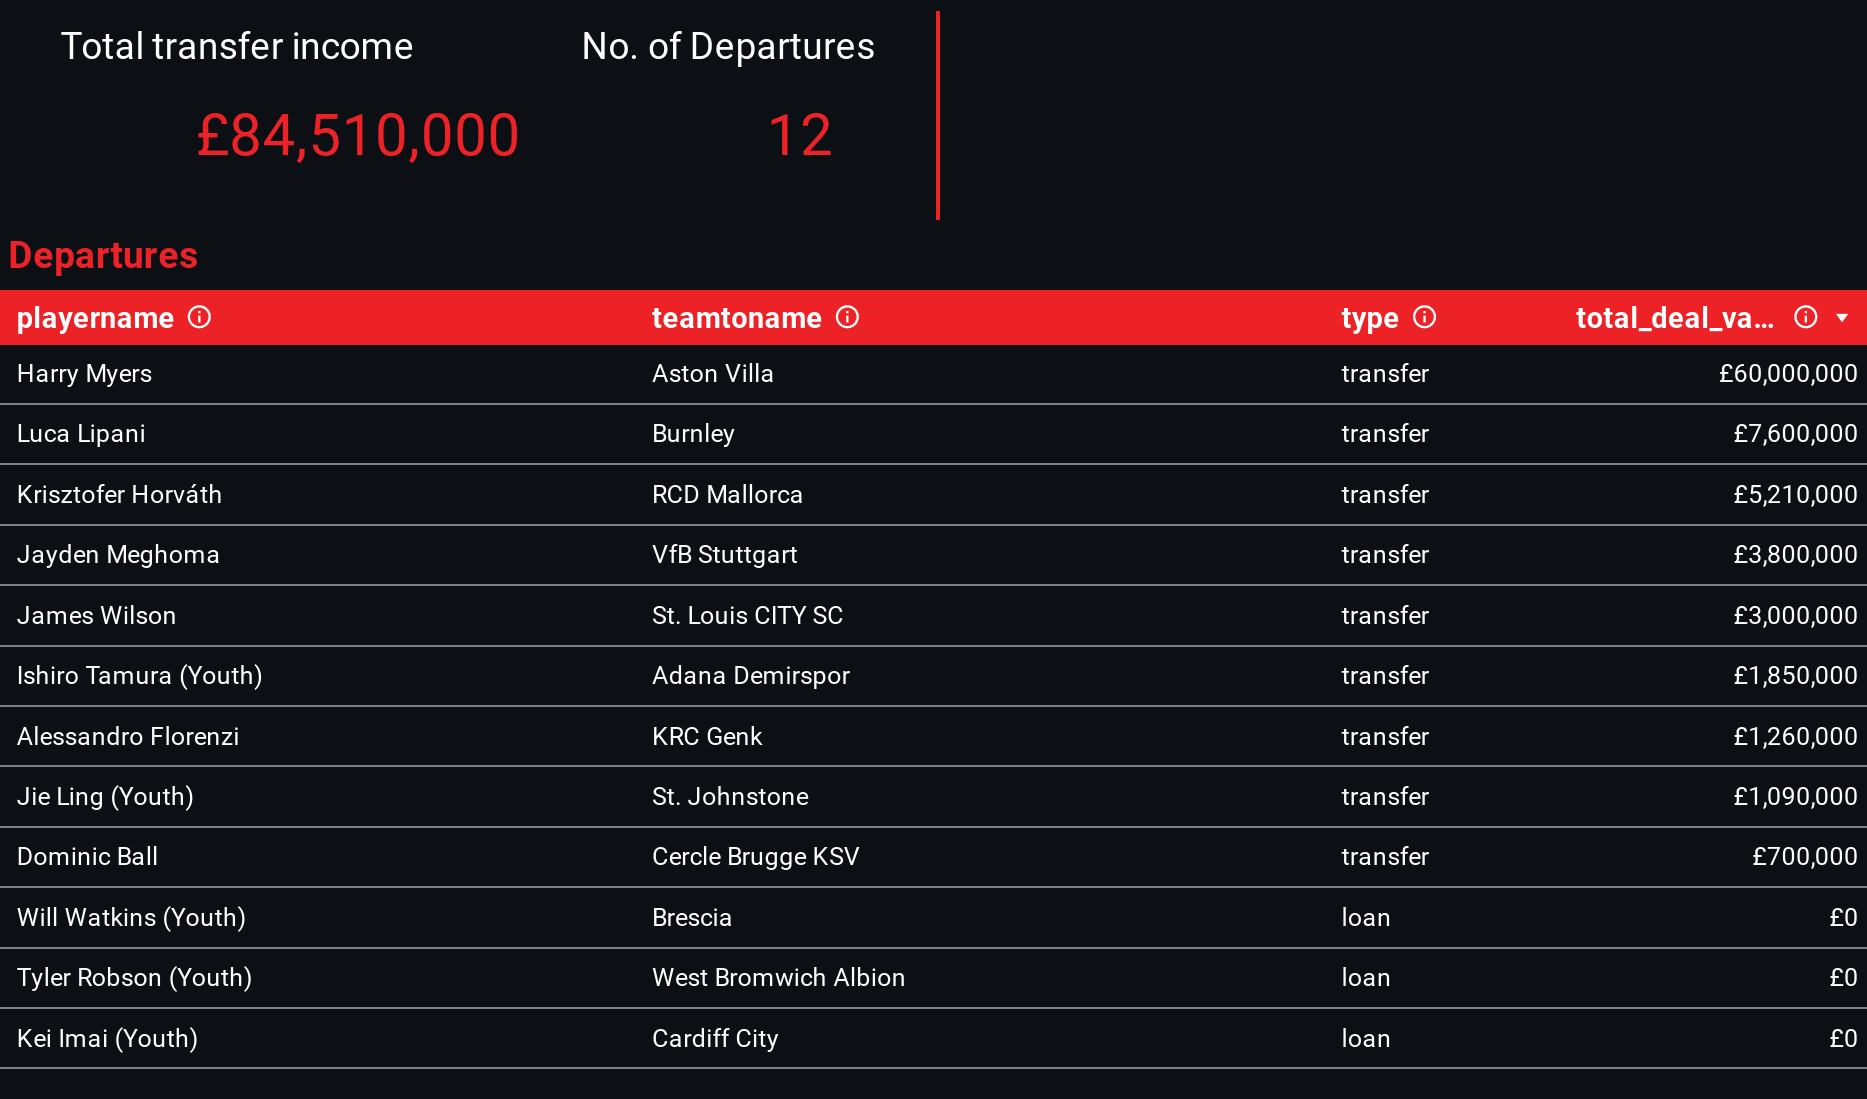 Total transfer income No. of Departures
£84,510,000 12
Departures
playername teamtoname type total_deal_va...
Harry Myers Aston Villa transfer £60,000,000
Luca Lipani Burnley transfer £7,600,000
Krisztofer Horváth RCD Mallorca transfer £5,210,000
Jayden Meghoma VfB Stuttgart transfer £3,800,000
James Wilson St. Louis CITY SC transfer £3,000,000
Ishiro Tamura (Youth) Adana Demirspor transfer £1,850,000
Alessandro Florenzi KRC Genk transfer £1,260,000
Jie Ling (Youth) St. Johnstone transfer £1,090,000
Dominic Ball Cercle Brugge KSV transfer £700,000
Will Watkins (Youth) Brescia loan £0
Tyler Robson (Youth) West Bromwich Albion loan £0
Kei Imai (Youth) Cardiff City loan £0